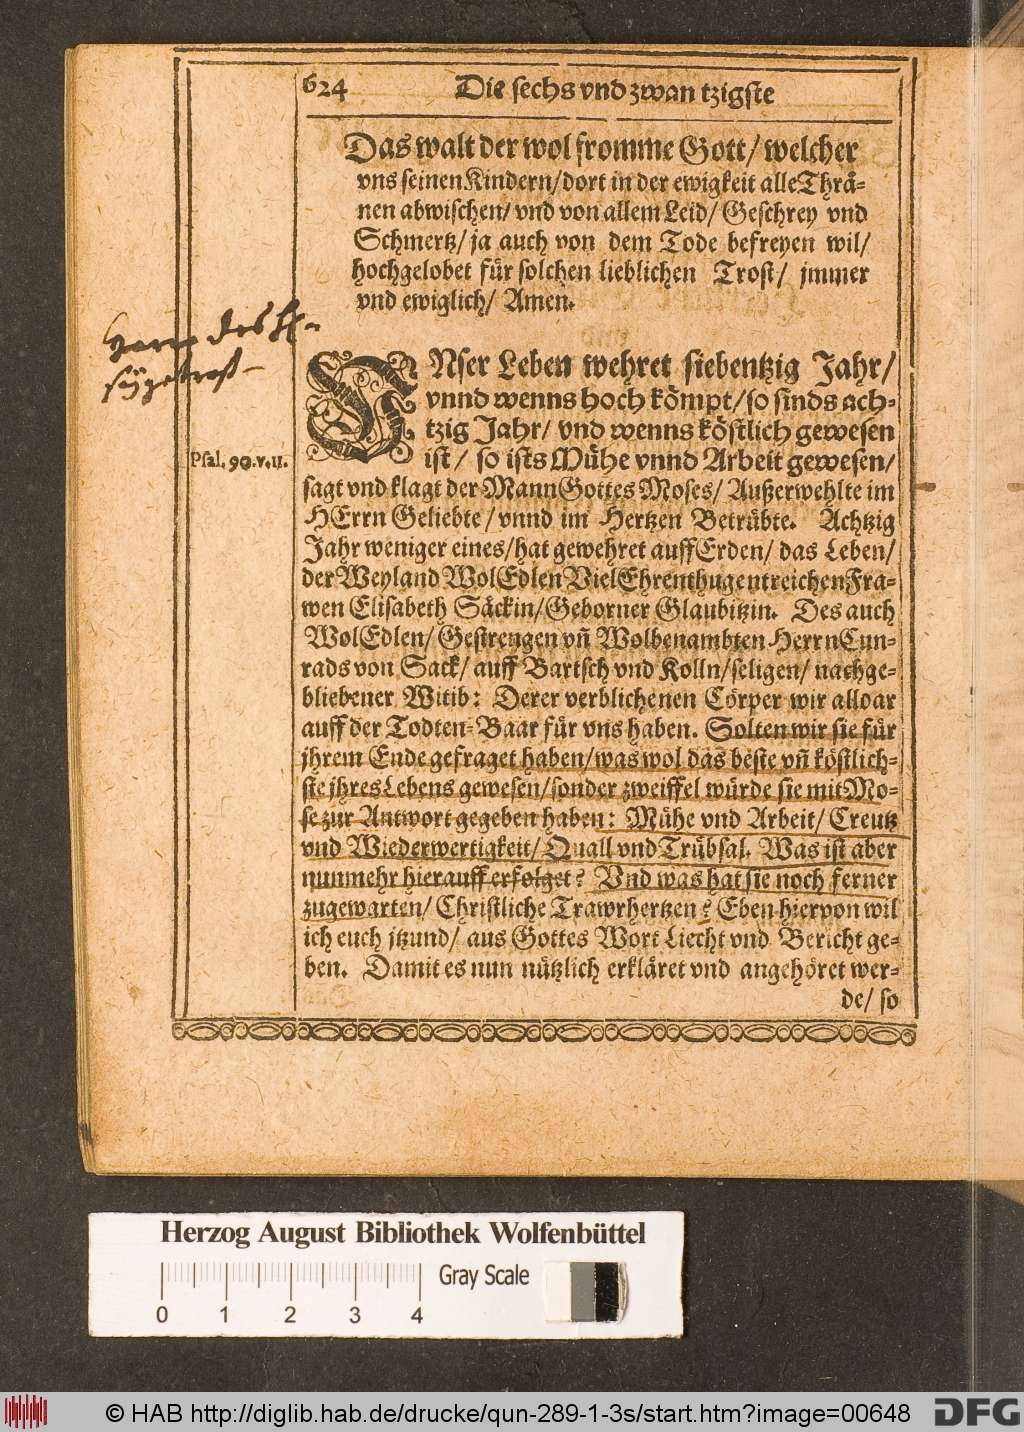 624 Die sechs vnd zwantzigste
Das walt der wol fromme Gott/ welcher
vns seinen Kindern/ dort in der ewigkeit alle Thrä-
nen abwischen/ vnd von allem Leid/ Geschrey vnd
Schmertz/ ja auch von dem Tode befreyen wil/
hochgelobet für solchen lieblichen Trost/ jmmer
vnd ewiglich/ Amen.
VNser Leben wehret siebentzig Jahr/
vnnd wenns hoch kömpt/ so sinds ach-
tzig Jahr/ vnd wenns köstlich gewesen
ist/ so ists Mühe vnnd Arbeit gewesen/
Psal. 90.v.11.
sagt vnd klagt der Mann Gottes Moses/ Außerwehlte im
HErrn Geliebte/ vnnd im Hertzen Betrübte. Achtzig
Jahr weniger eines/ hat gewehret auff Erden/ das Leben/
der Weyland WolEdlen VielEhrenthugentreichen Fra-
wen Elisabeth Säckin/ Geborner Glaubitzin. Des auch
WolEdlen/ Gestrengen vñ Wolbenambten Herrn Cun-
rads von Sack/ auff Bartsch vnd Kolln/ seligen/ nachge-
bliebener Witib: Derer verblichenen Cörper wir alldar
auff der Todten-Baar für vns haben. Solten wir sie für
jhrem Ende gefraget haben/ was wol das beste vñ köstlich-
ste jhres Lebens gewesen/ sonder zweiffel würde sie mit Mo-
se zur Antwort gegeben haben: Mühe vnd Arbeit/ Creutz
vnd Wiederwertigkeit/ Quall vnd Trübsal. Was ist aber
nunmehr hierauff erfolget? Vnd was hat sie noch ferner
zugewarten/ Christliche Trawrhertzen? Eben hiervon wil
ich euch jtzund/ aus Gottes Wort Liecht vnd Bericht ge-
ben. Damit es nun nützlich erkläret vnd angehöret wer-
de/ so
Herzog August Bibliothek Wolfenbüttel
0 1 2 3 4 Gray Scale
© HAB http://diglib.hab.de/drucke/qun-289-1-3s/start.htm?image=00648 DFG